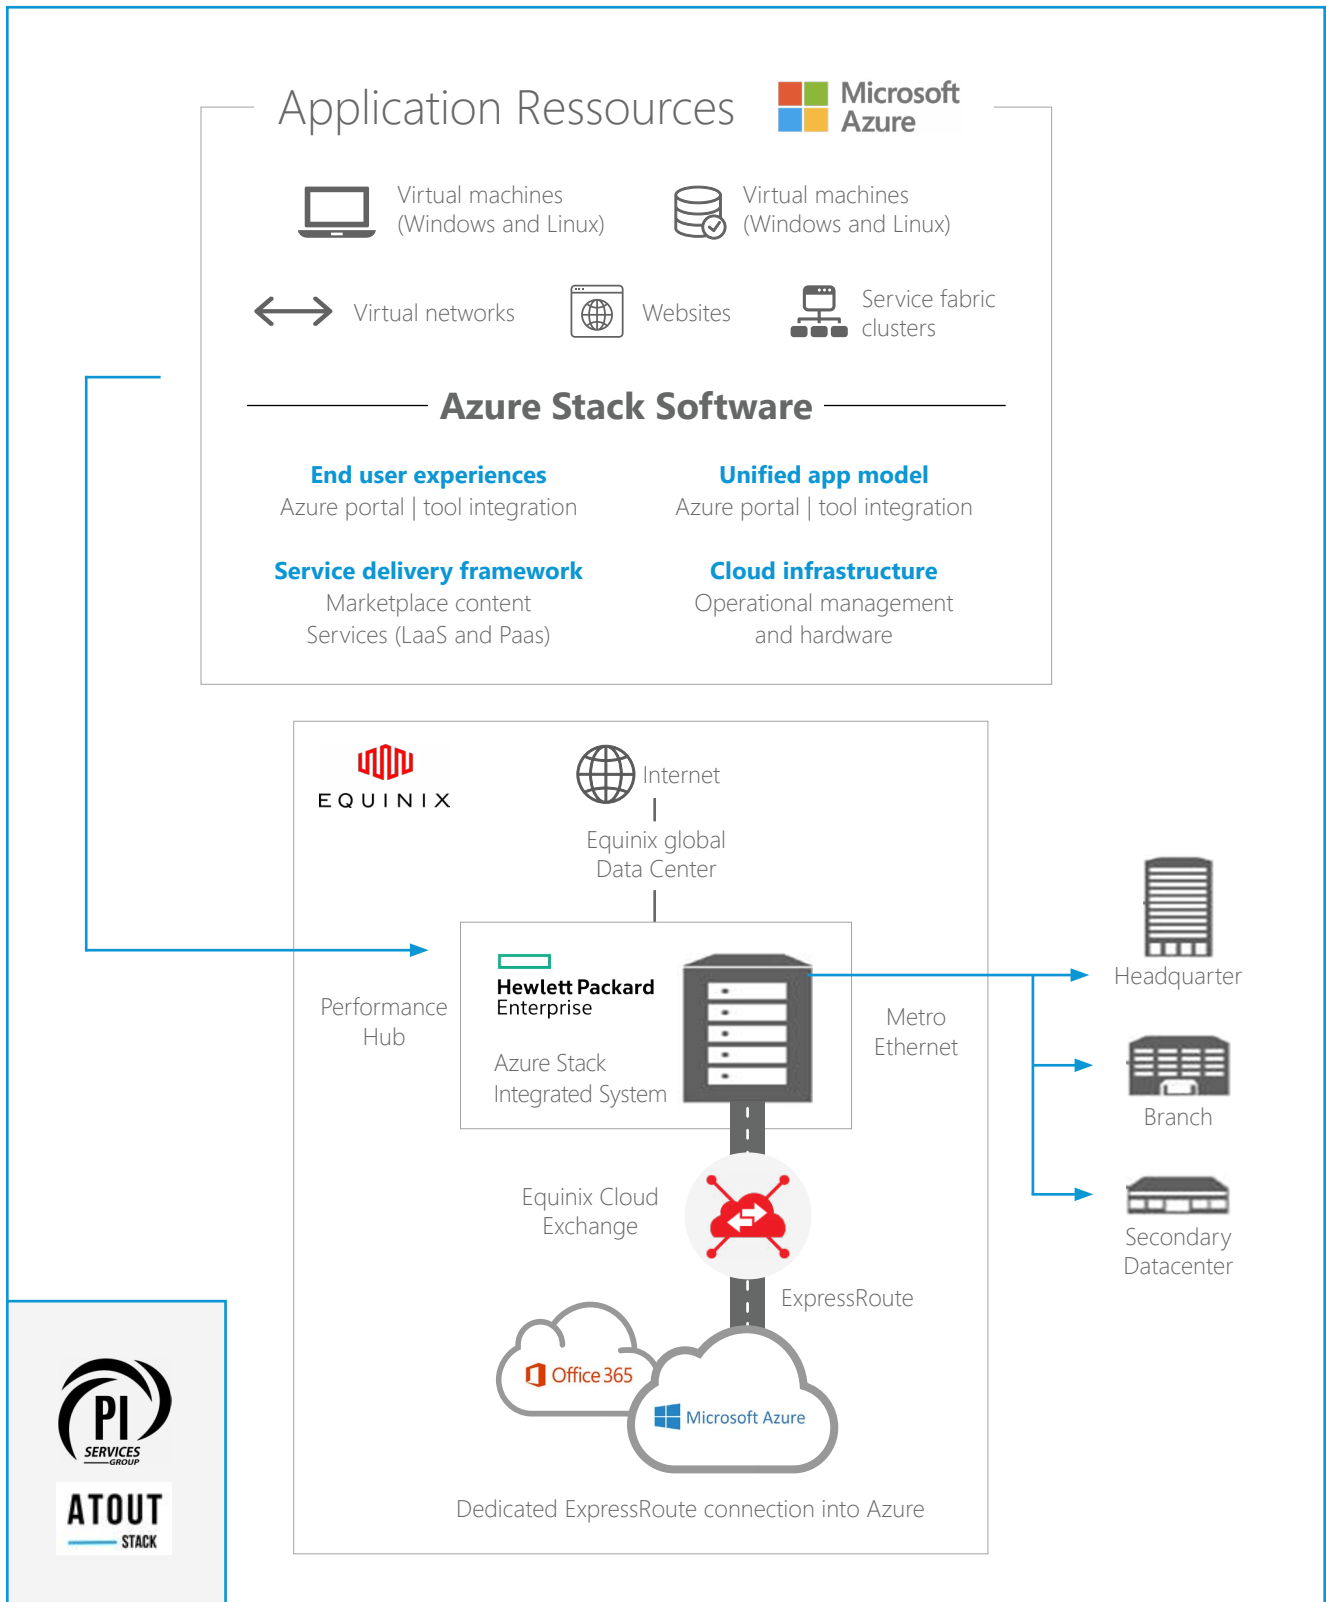 Application Ressources
Microsoft
Azure
Virtual machines
(Windows and Linux)
Virtual machines
(Windows and Linux)
Virtual networks
Websites
Service fabric
clusters
Azure Stack Software
End user experiences
Azure portal | tool integration
Unified app model
Azure portal | tool integration
Service delivery framework
Marketplace content
Services (LaaS and Paas)
Cloud infrastructure
Operational management
and hardware
EQUINIX
Internet
Equinix global
Data Center
Performance
Hub
Hewlett Packard
Enterprise
Azure Stack
Integrated System
Metro
Ethernet
Headquarter
Branch
Secondary
Datacenter
Equinix Cloud
Exchange
ExpressRoute
Office 365
Microsoft Azure
Dedicated ExpressRoute connection into Azure
PI
SERVICES
GROUP
ATOUT
STACK